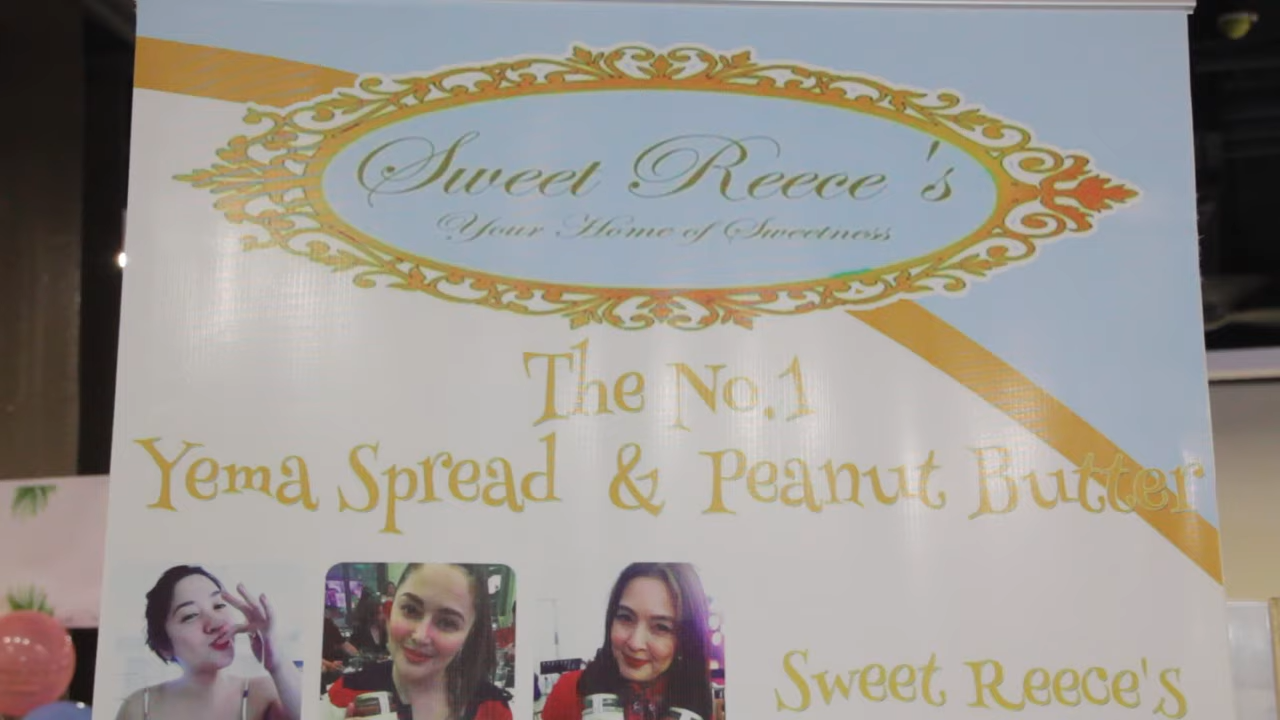 Sweet Reece's
Your Home of Sweetness
The No.1
Yema Spread & Peanut Butter
Sweet Reece's